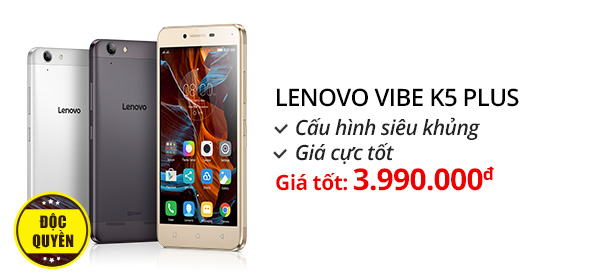 LENOVO VIBE K5 PLUS
Cấu hình siêu khủng
Giá cực tốt
Giá tốt: 3.990.000đ
ĐỘC
QUYỀN
Lenovo
Lenovo